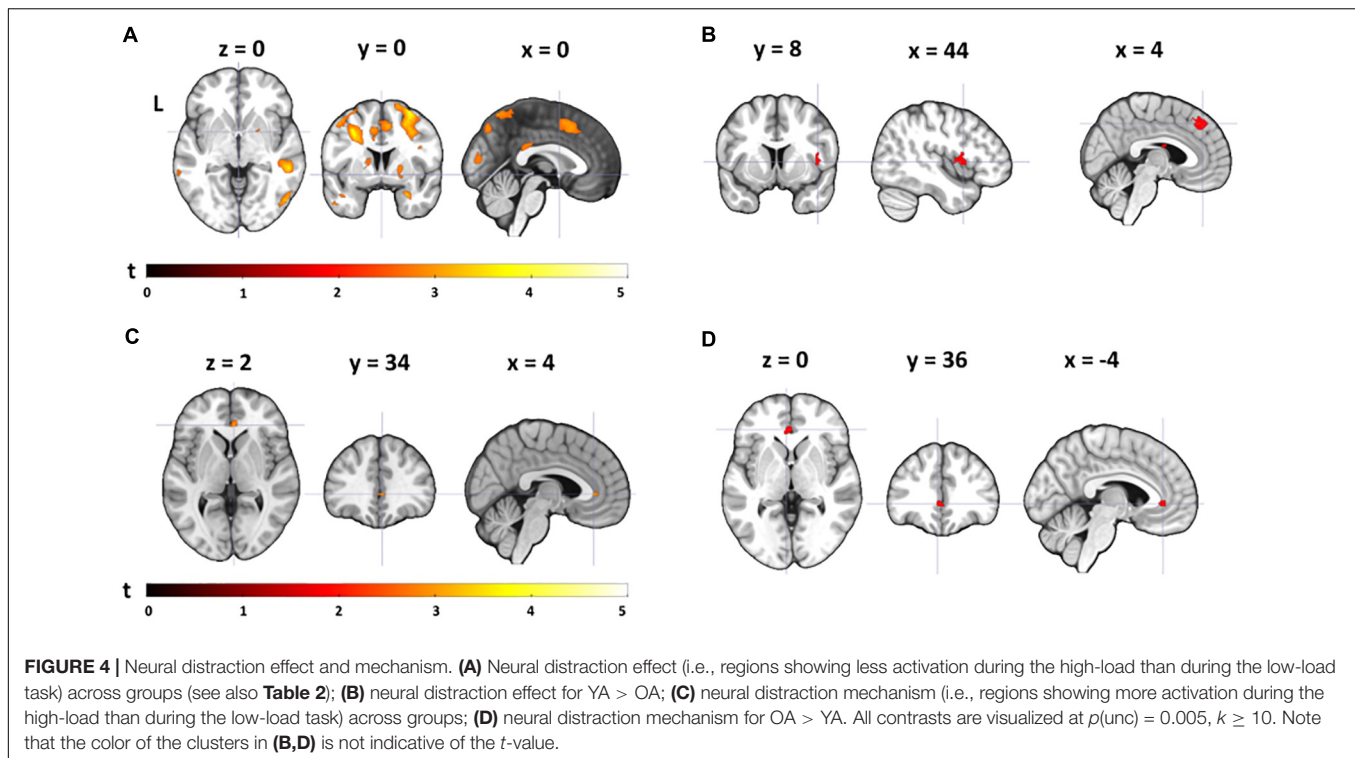 A
z = 0
y = 0
x = 0
L
t
0
1
2
3
4
5
B
y = 8
x = 44
x = 4
C
z = 2
y = 34
x = 4
t
0
1
2
3
4
5
D
z = 0
y = 36
x = -4
FIGURE 4 | Neural distraction effect and mechanism. (A) Neural distraction effect (i.e., regions showing less activation during the high-load than during the low-load
task) across groups (see also Table 2); (B) neural distraction effect for YA > OA; (C) neural distraction mechanism (i.e., regions showing more activation during the
high-load than during the low-load task) across groups; (D) neural distraction mechanism for OA > YA. All contrasts are visualized at p(unc) = 0.005, k ≥ 10. Note
that the color of the clusters in (B,D) is not indicative of the t-value.